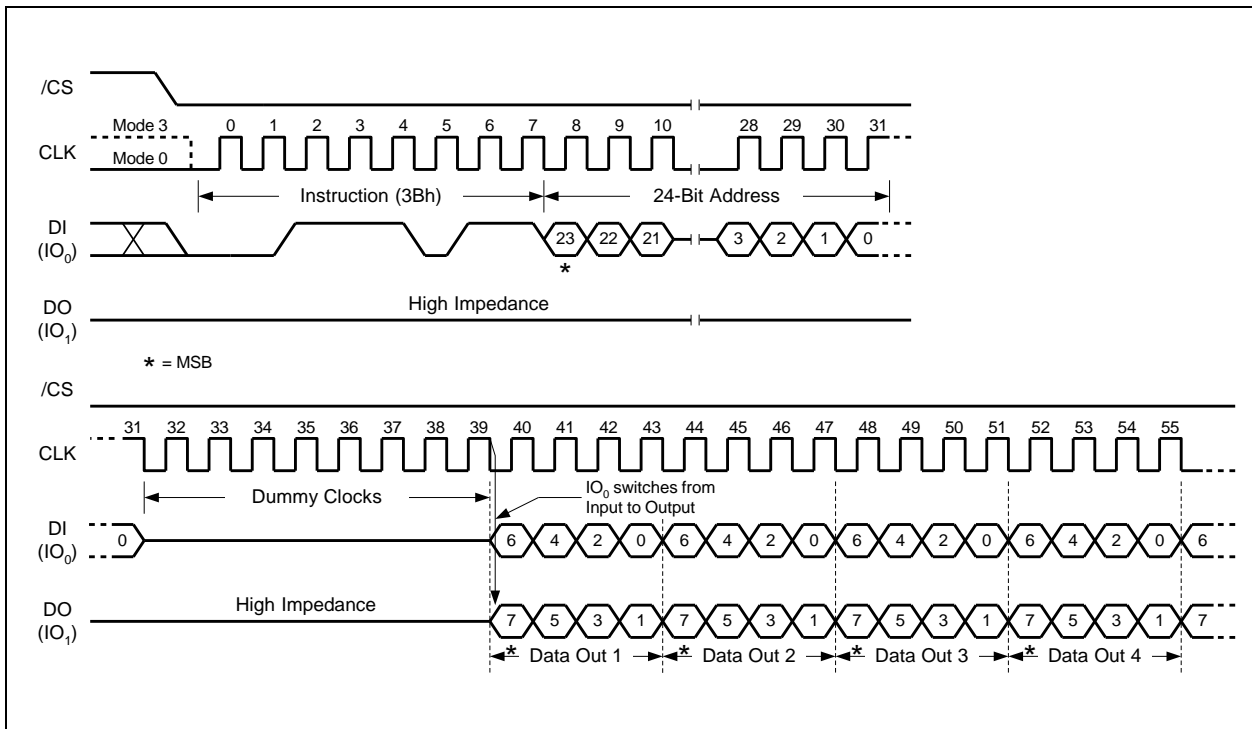 /CS
Mode 3
0 1 2 3 4 5 6 7 8 9 10 28 29 30 31
CLK
Mode 0
Instruction (3Bh) 24-Bit Address
DI
(IO0)
23 22 21 3 2 1 0
*
High Impedance
DO
(IO1)
* = MSB
/CS
31 32 33 34 35 36 37 38 39 40 41 42 43 44 45 46 47 48 49 50 51 52 53 54 55
CLK
Dummy Clocks
IO0 switches from
Input to Output
DI
(IO0)
0 6 4 2 0 6 4 2 0 6 4 2 0 6 4 2 0 6
High Impedance
DO
(IO1)
7 5 3 1 7 5 3 1 7 5 3 1 7 5 3 1 7
* Data Out 1 * Data Out 2 * Data Out 3 * Data Out 4